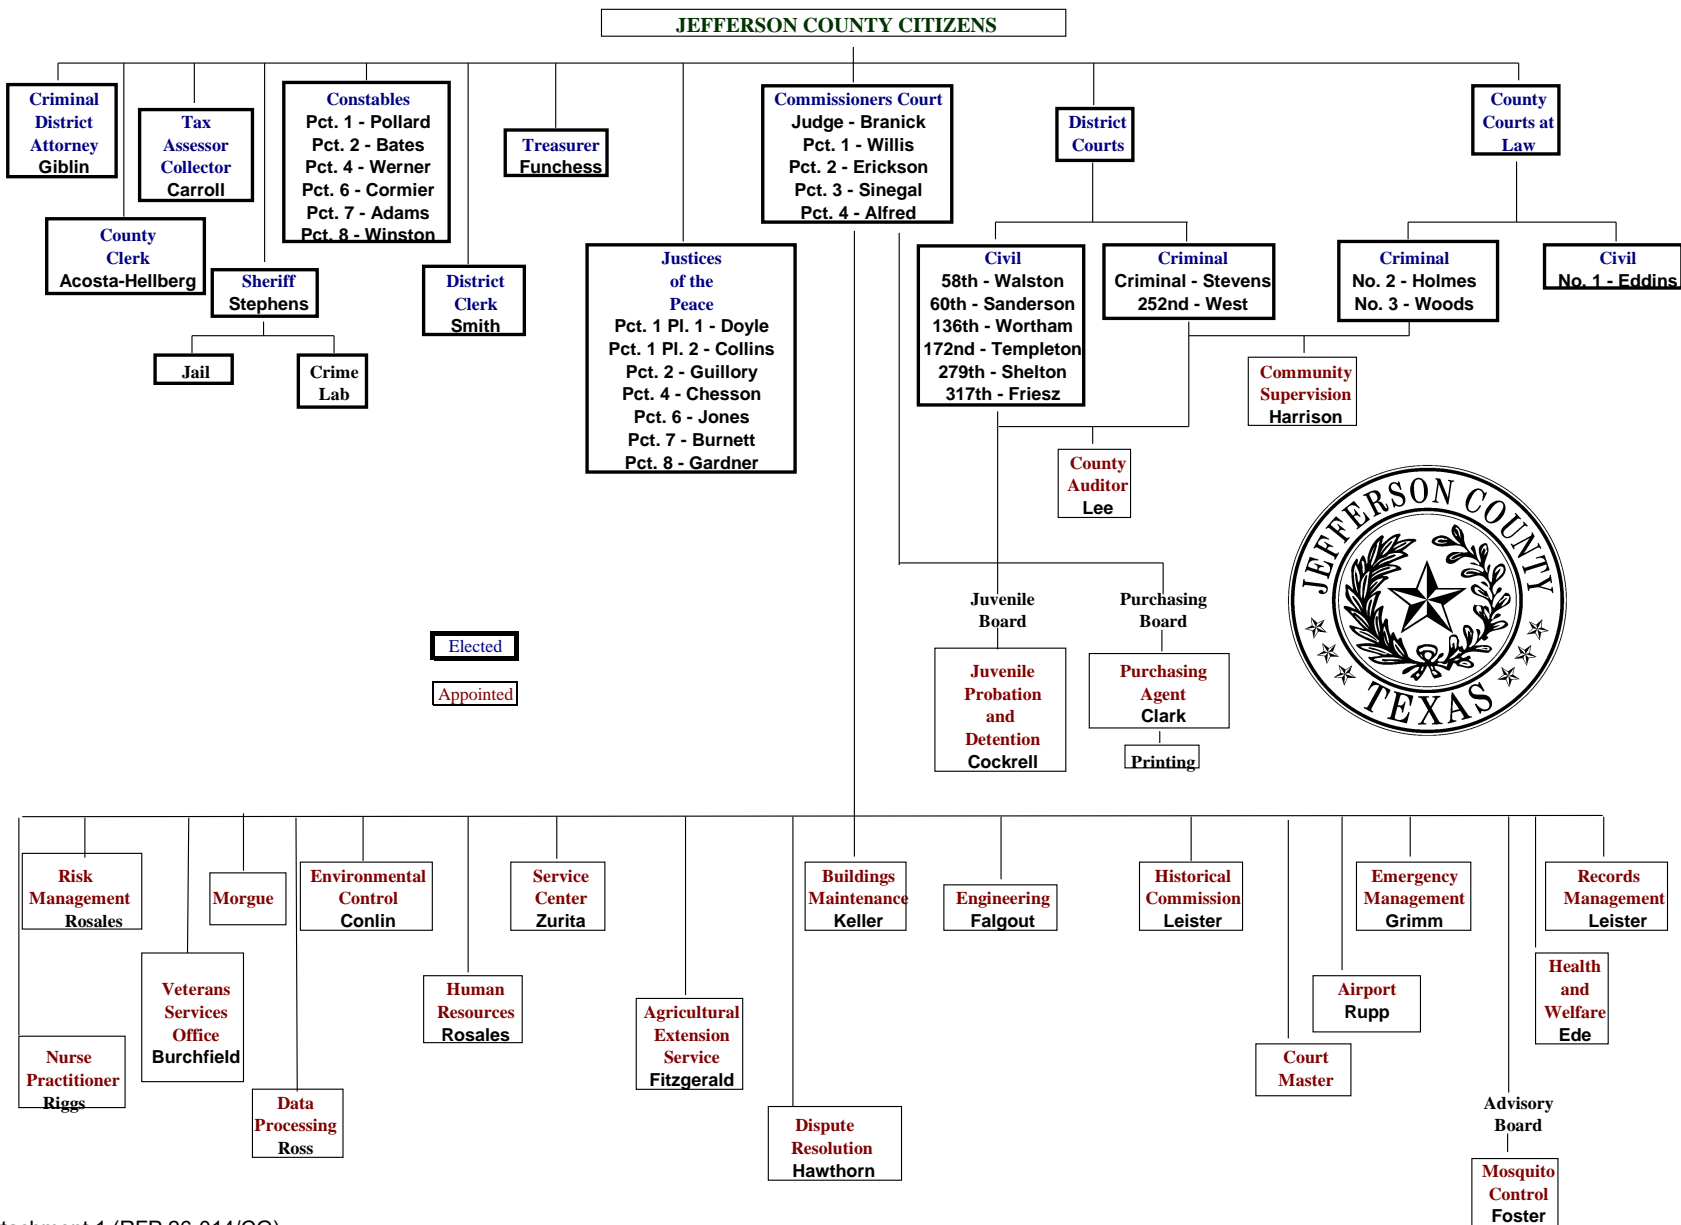 JEFFERSON COUNTY CITIZENS
Criminal
District
Attorney
Giblin
Tax
Assessor
Collector
Carroll
Constables
Pct. 1 - Pollard
Pct. 2 - Bates
Pct. 4 - Werner
Pct. 6 - Cormier
Pct. 7 - Adams
Pct. 8 - Winston
Treasurer
Funchess
Commissioners Court
Judge - Branick
Pct. 1 - Willis
Pct. 2 - Erickson
Pct. 3 - Sinegal
Pct. 4 - Alfred
District
Courts
County
Courts at
Law
County
Clerk
Acosta-Hellberg
Sheriff
Stephens
Jail
Crime
Lab
District
Clerk
Smith
Justices
of the
Peace
Pct. 1 Pl. 1 - Doyle
Pct. 1 Pl. 2 - Collins
Pct. 2 - Guillory
Pct. 4 - Chesson
Pct. 6 - Jones
Pct. 7 - Burnett
Pct. 8 - Gardner
Civil
58th - Walston
60th - Sanderson
136th - Wortham
172nd - Templeton
279th - Shelton
317th - Friesz
Criminal
Criminal - Stevens
252nd - West
Criminal
No. 2 - Holmes
No. 3 - Woods
Civil
No. 1 - Eddins
Community
Supervision
Harrison
County
Auditor
Lee
JEFFERSON COUNTY
TEXAS
Elected
Appointed
Juvenile
Board
Juvenile
Probation
and
Detention
Cockrell
Purchasing
Board
Purchasing
Agent
Clark
Printing
Risk
Management
Rosales
Morgue
Environmental
Control
Conlin
Service
Center
Zurita
Buildings
Maintenance
Keller
Engineering
Falgout
Historical
Commission
Leister
Emergency
Management
Grimm
Records
Management
Leister
Veterans
Services
Office
Burchfield
Human
Resources
Rosales
Agricultural
Extension
Service
Fitzgerald
Airport
Rupp
Health
and
Welfare
Ede
Nurse
Practitioner
Riggs
Data
Processing
Ross
Dispute
Resolution
Hawthorn
Court
Master
Advisory
Board
Mosquito
Control
Foster